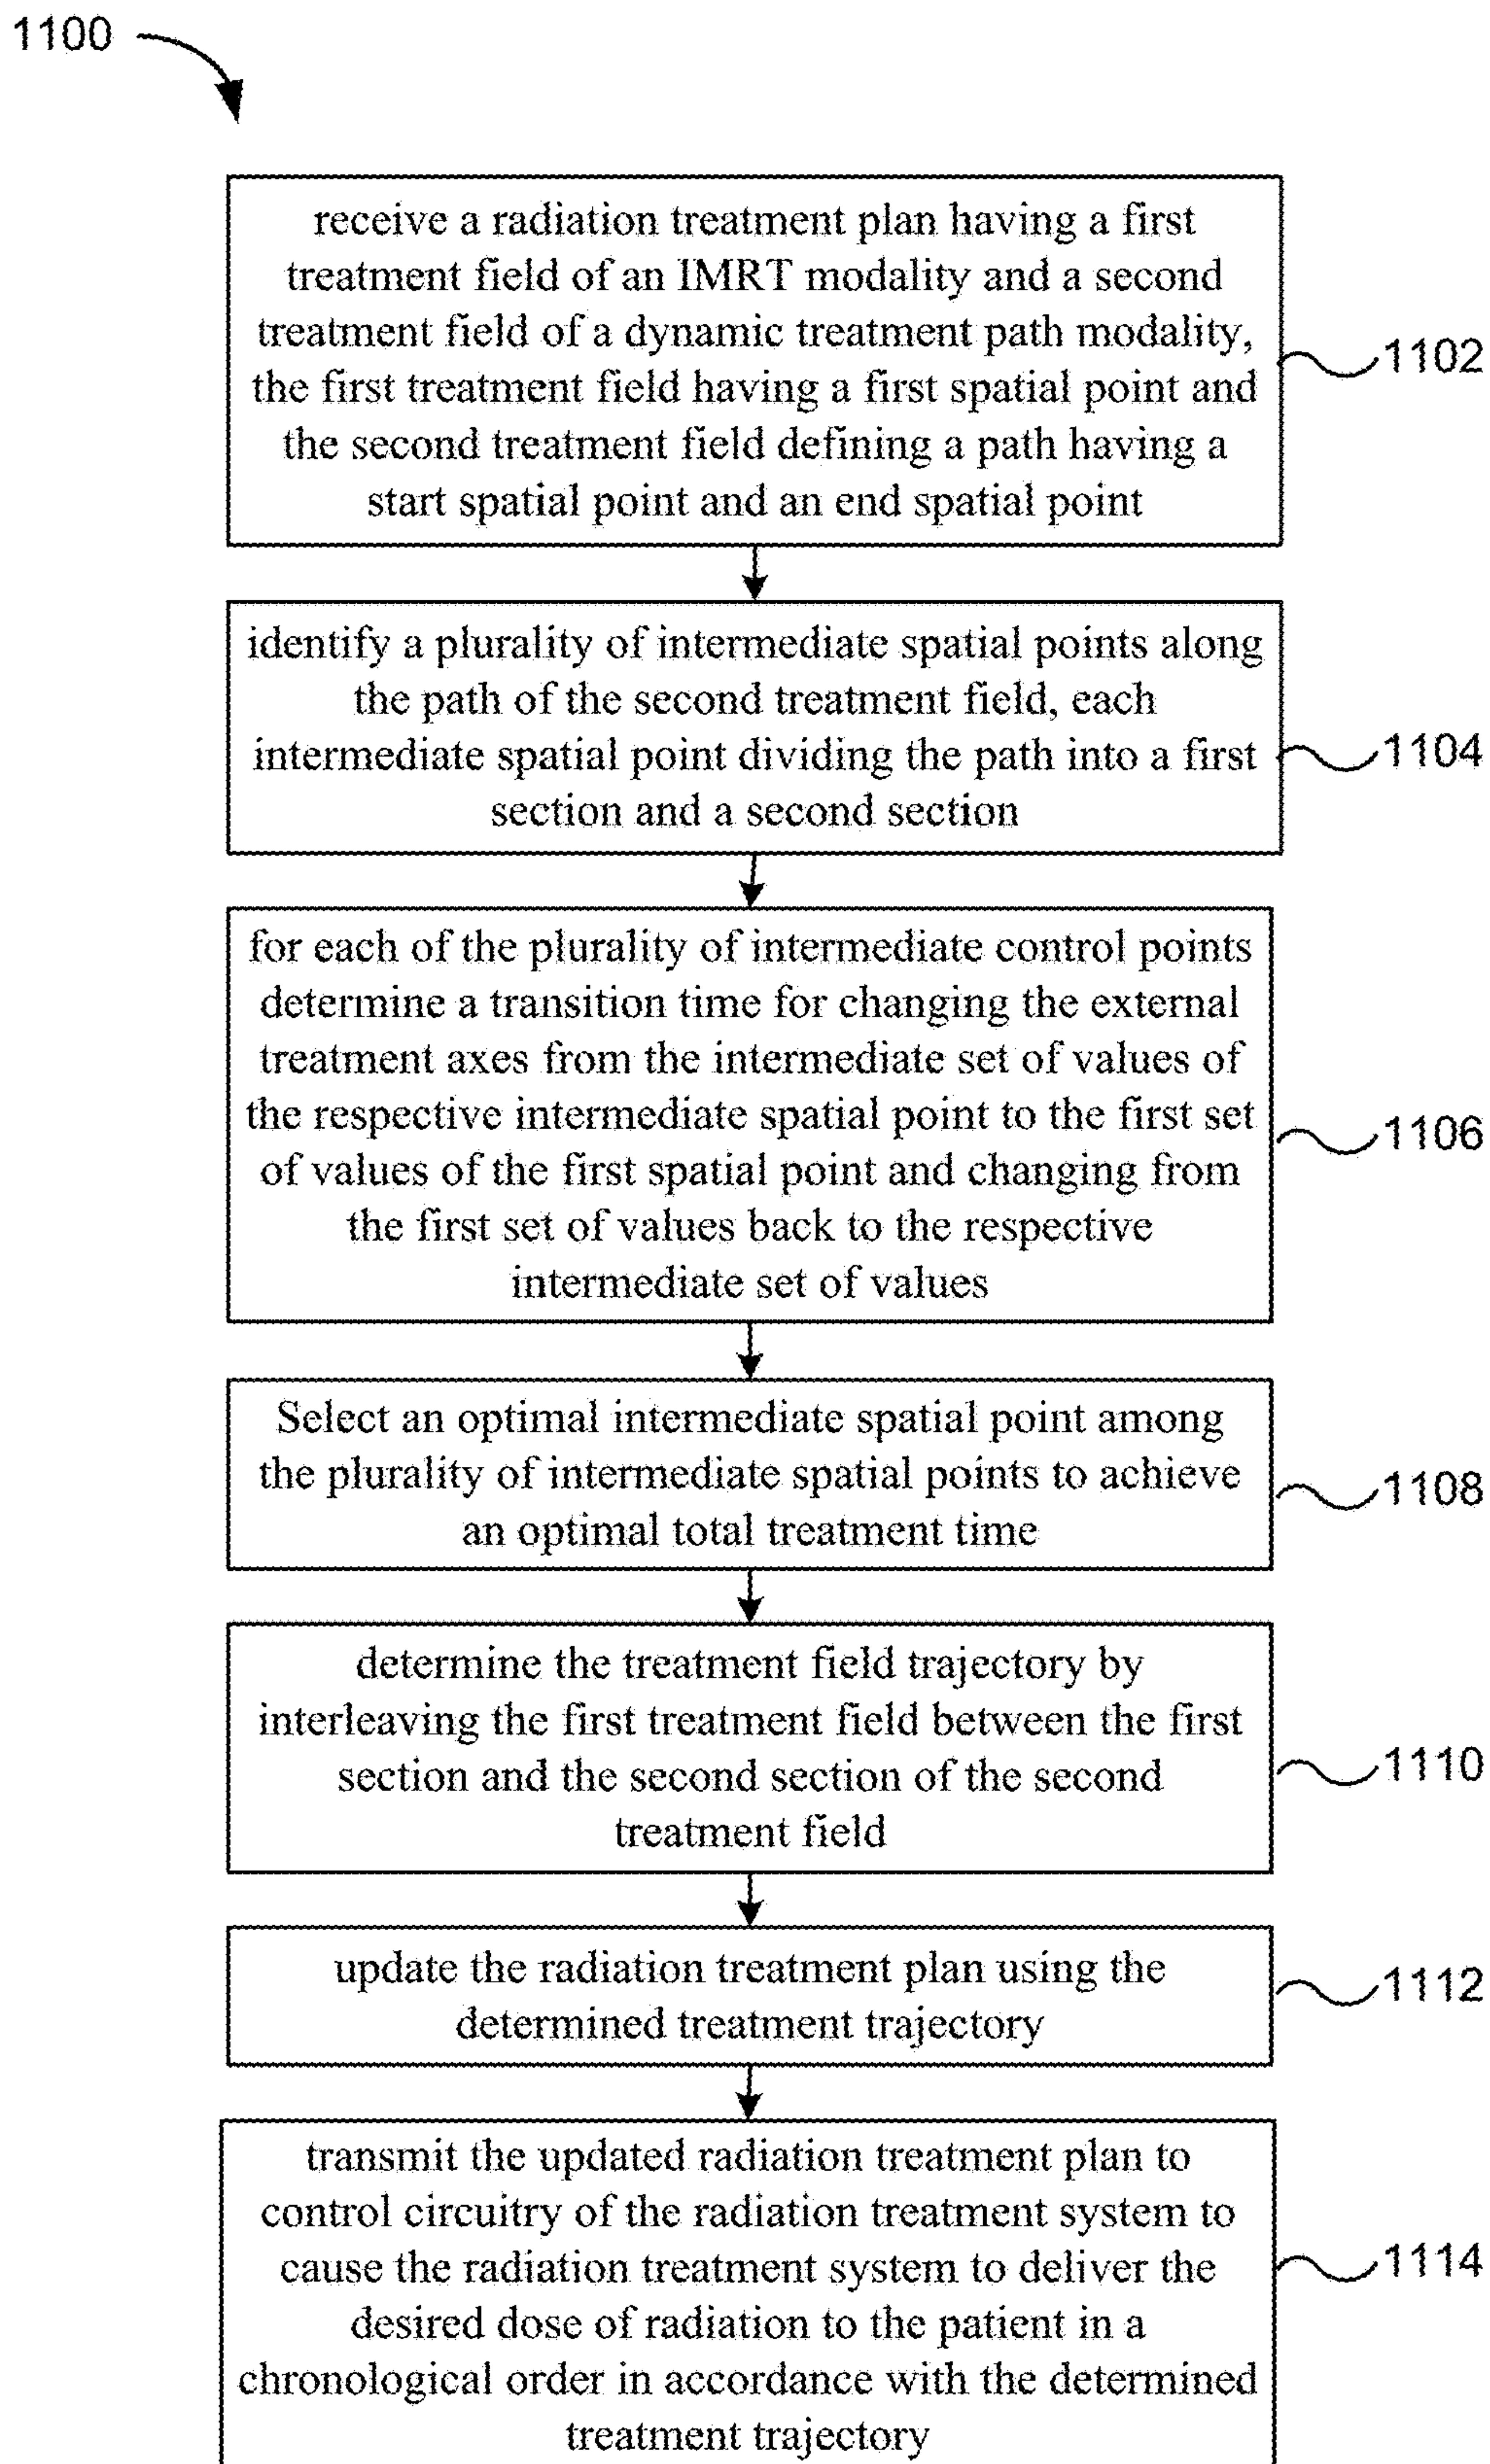 1100
receive a radiation treatment plan having a first
treatment field of an IMRT modality and a second
treatment field of a dynamic treatment path modality,
the first treatment field having a first spatial point and
the second treatment field defining a path having a
start spatial point and an end spatial point
1102
identify a plurality of intermediate spatial points along
the path of the second treatment field, each
intermediate spatial point dividing the path into a first
section and a second section
1104
for each of the plurality of intermediate control points
determine a transition time for changing the external
treatment axes from the intermediate set of values of
the respective intermediate spatial point to the first set
of values of the first spatial point and changing from
the first set of values back to the respective
intermediate set of values
1106
Select an optimal intermediate spatial point among
the plurality of intermediate spatial points to achieve
an optimal total treatment time
1108
determine the treatment field trajectory by
interleaving the first treatment field between the first
section and the second section of the second
treatment field
1110
update the radiation treatment plan using the
determined treatment trajectory
1112
transmit the updated radiation treatment plan to
control circuitry of the radiation treatment system to
cause the radiation treatment system to deliver the
desired dose of radiation to the patient in a
chronological order in accordance with the determined
treatment trajectory
1114